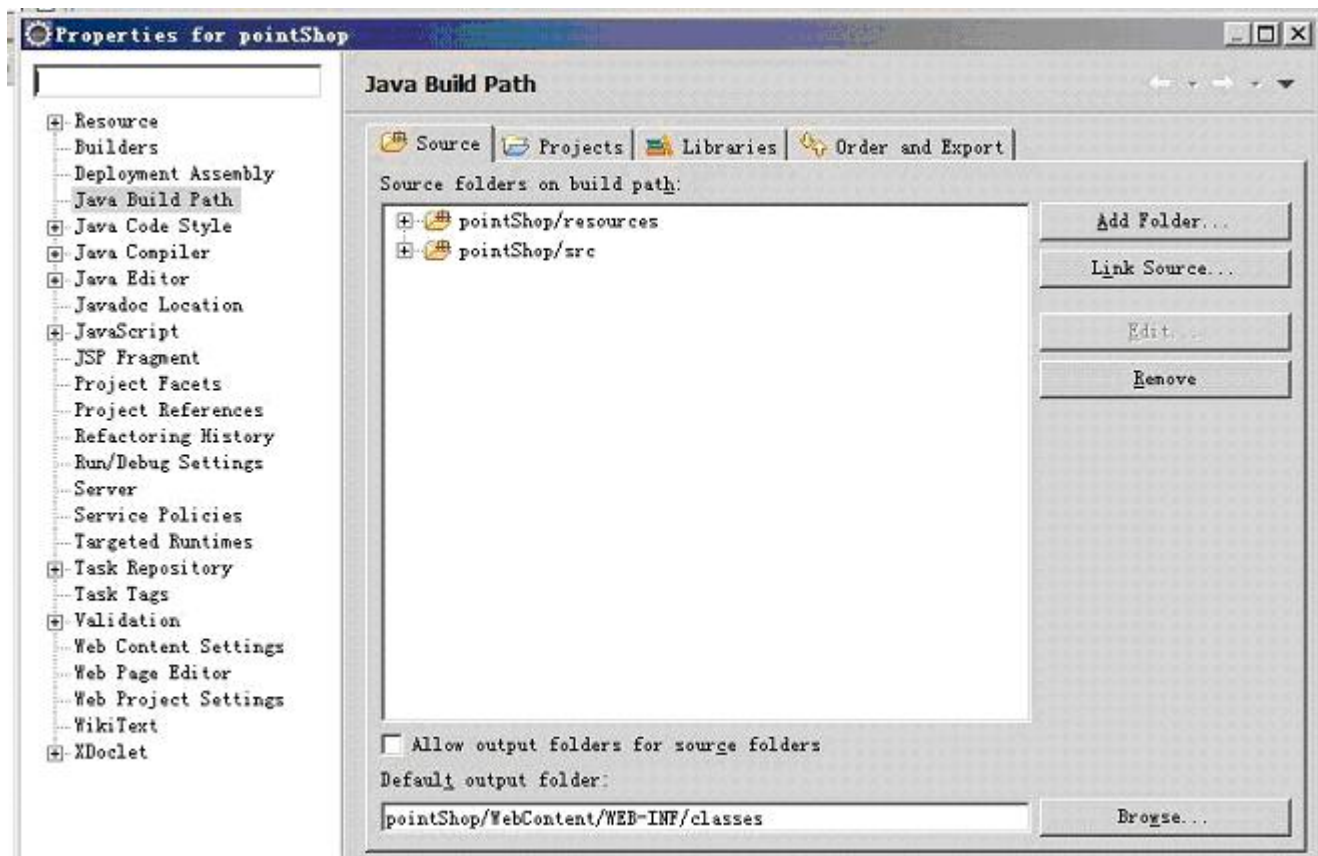 Properties for pointShop
Java Build Path
Resource
Builders
Deployment Assembly
Java Build Path
Java Code Style
Java Compiler
Java Editor
Javadoc Location
JavaScript
JSP Fragment
Project Facets
Project References
Refactoring History
Run/Debug Settings
Server
Service Policies
Targeted Runtimes
Task Repository
Task Tags
Validation
Web Content Settings
Web Page Editor
Web Project Settings
WikiText
XDoclet
Source Projects Libraries Order and Export
Source folders on build path:
pointShop/resources
pointShop/src
Add Folder...
Link Source...
Edit...
Remove
Allow output folders for source folders
Default output folder:
pointShop/WebContent/WEB-INF/classes
Browse...